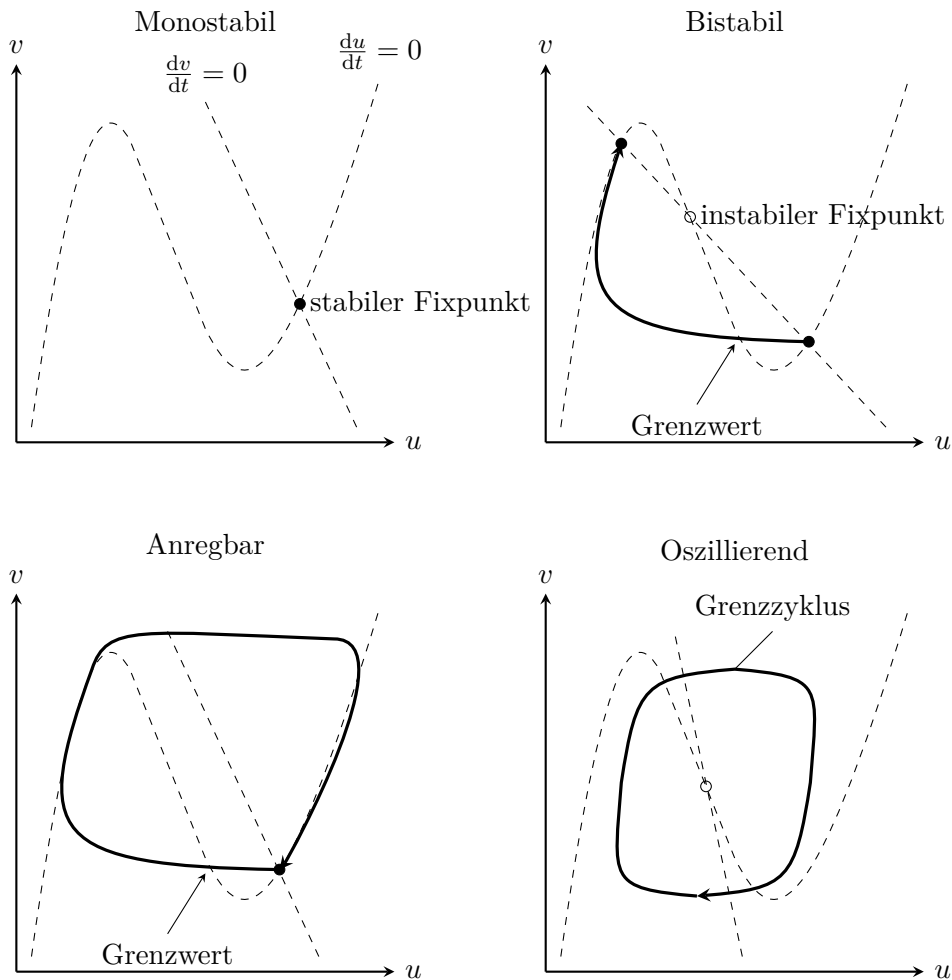 Monostabil
v
dv/dt = 0
du/dt = 0
stabiler Fixpunkt
u
Bistabil
v
instabiler Fixpunkt
Grenzwert
u
Anregbar
v
Grenzwert
u
Oszillierend
v
Grenzzyklus
u